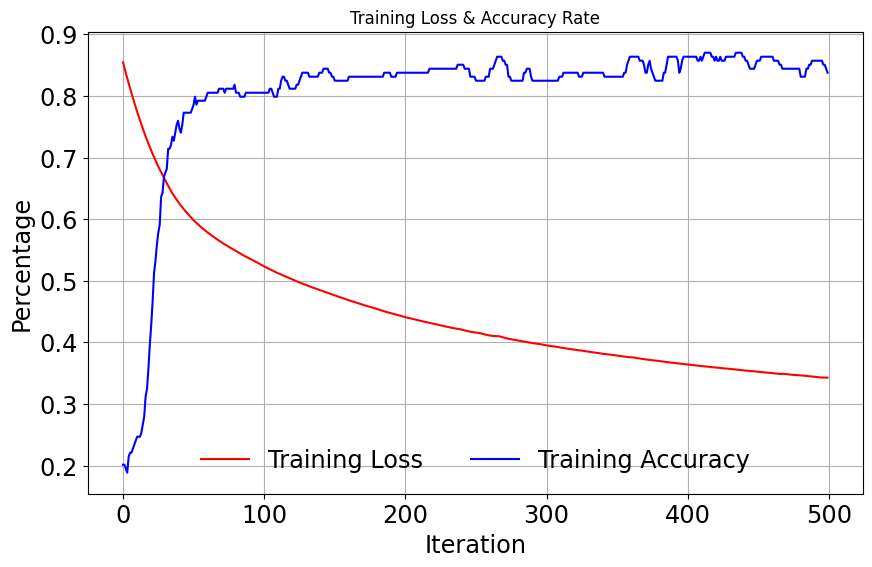 Training Loss & Accuracy Rate
0.9
0.8
0.7
0.6
0.5
0.4
0.3
0.2
Percentage
Training Loss
Training Accuracy
0 100 200 300 400 500
Iteration